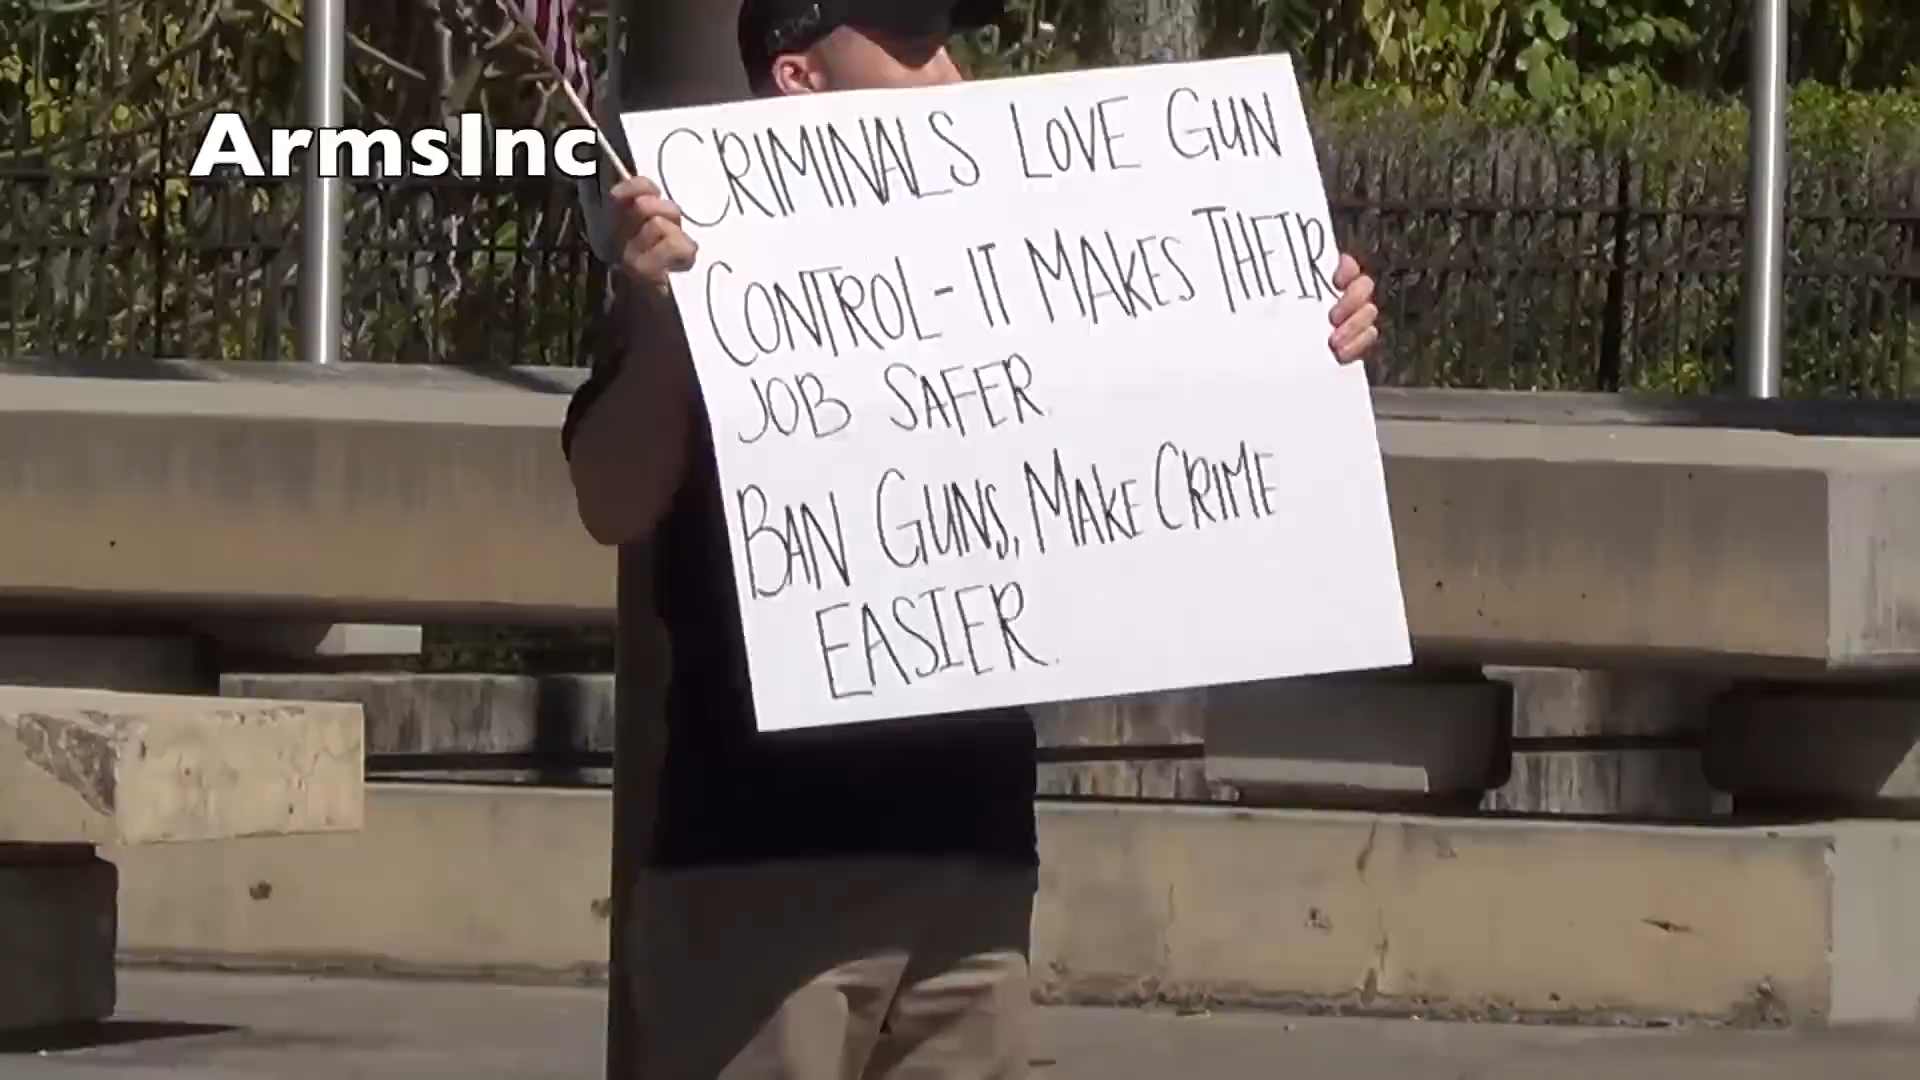 ArmsInc
CRIMINALS LOVE GUN
CONTROL-IT MAKES THEIR
JOB SAFER.
BAN GUNS, MAKE CRIME
EASIER.